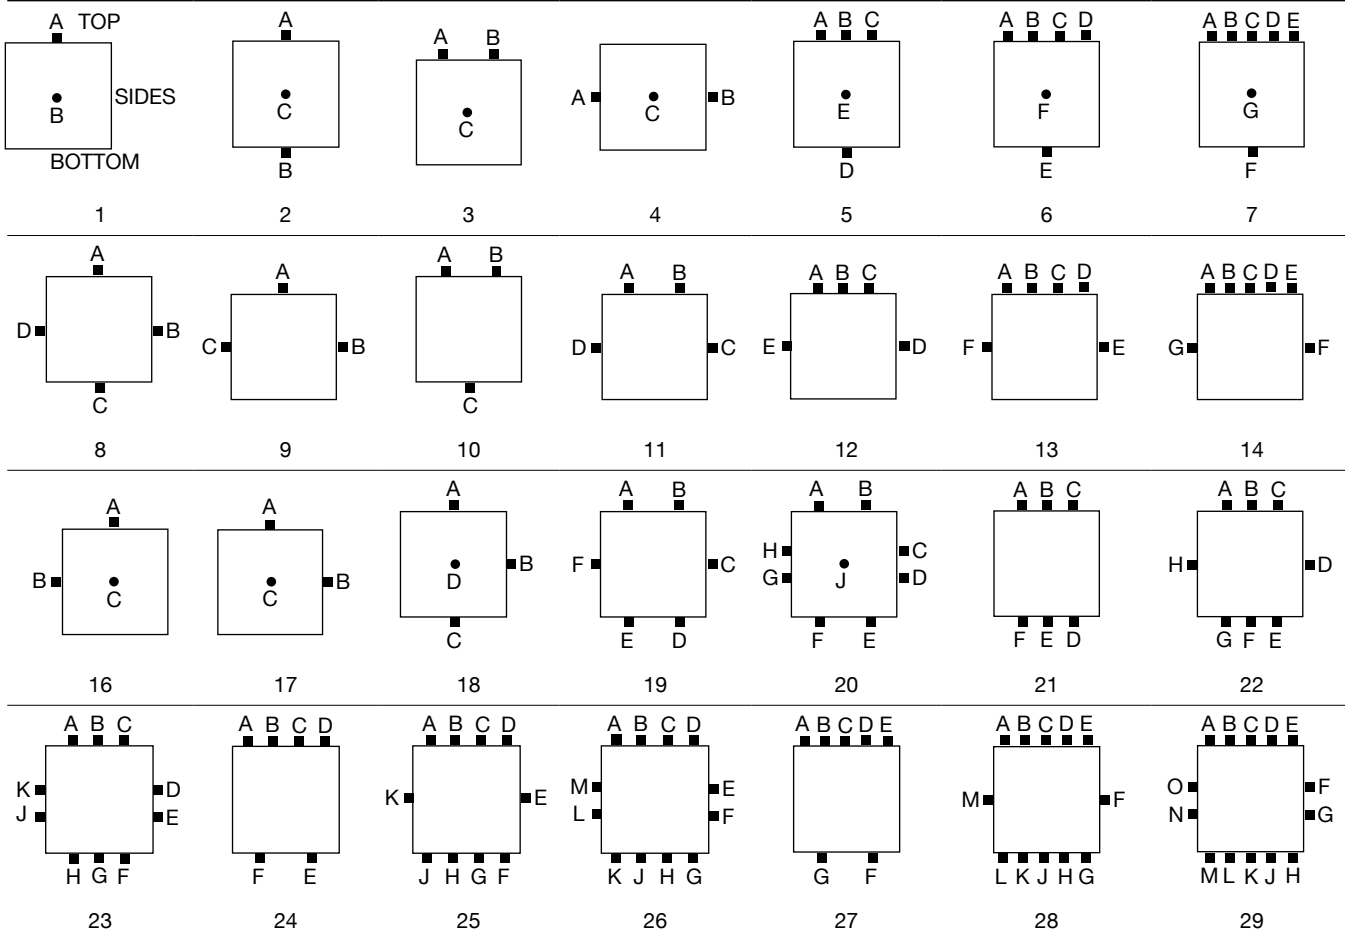 A TOP
B
SIDES
BOTTOM
1
A
C
B
2
A B
C
3
A C B
4
A B C
E
D
5
A B C D
F
E
6
A B C D E
G
F
7
A
D B
C
8
A
C B
9
A B
C
10
A B
D C
11
A B C
E D
12
A B C D
F E
13
A B C D E
G F
14
A
B
C
16
A
B
C
17
A
B
D
C
18
A B
F C
E D
19
A B
H C
G J D
F E
20
A B C
F E D
21
A B C
H D
G F E
22
A B C
K D
J E
H G F
23
A B C D
F E
24
A B C D
K E
J H G F
25
A B C D
M E
L F
K J H G
26
A B C D E
G F
27
A B C D E
M F
L K J H G
28
A B C D E
O F
N G
M L K J H
29